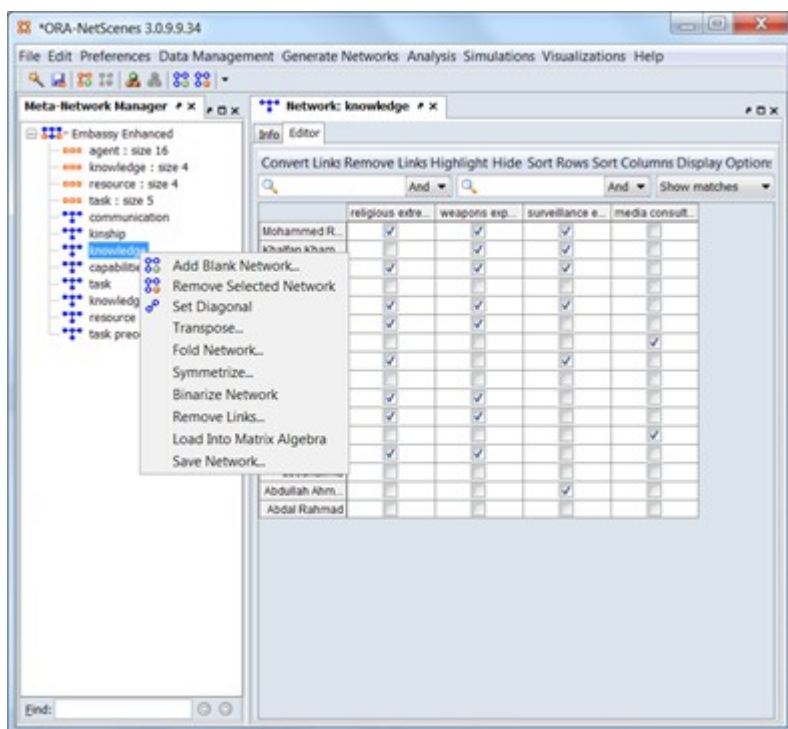 *ORA-NetScenes 3.0.9.9.34
File Edit Preferences Data Management Generate Networks Analysis Simulations Visualizations Help
Meta-Network Manager
Network: knowledge
Embassy Enhanced
agent : size 16
knowledge : size 4
resource : size 4
task : size 5
communication
kinship
knowledge
capabilitie
task
knowledg
resource
task prec
Add Blank Network...
Remove Selected Network
Set Diagonal
Transpose...
Fold Network...
Symmetrize...
Binarize Network
Remove Links...
Load Into Matrix Algebra
Save Network...
Info Editor
Convert Links Remove Links Highlight Hide Sort Rows Sort Columns Display Options
And And Show matches
religious extre... weapons exp... surveillance e... media consult...
Mohammed R...
Khalfan Kham...
Abdullah Ahm...
Abdal Rahmad
Find: